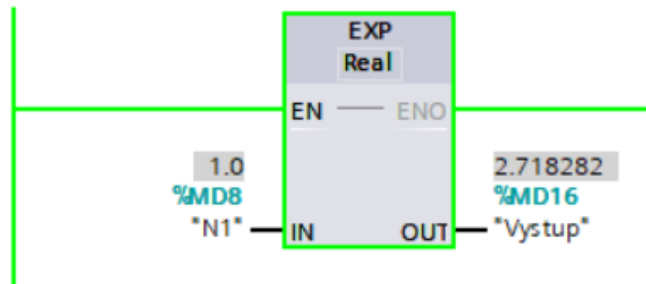 EXP
Real
EN ENO
1.0 2.718282
%MD8 %MD16
"N1" IN OUT "Vystup"